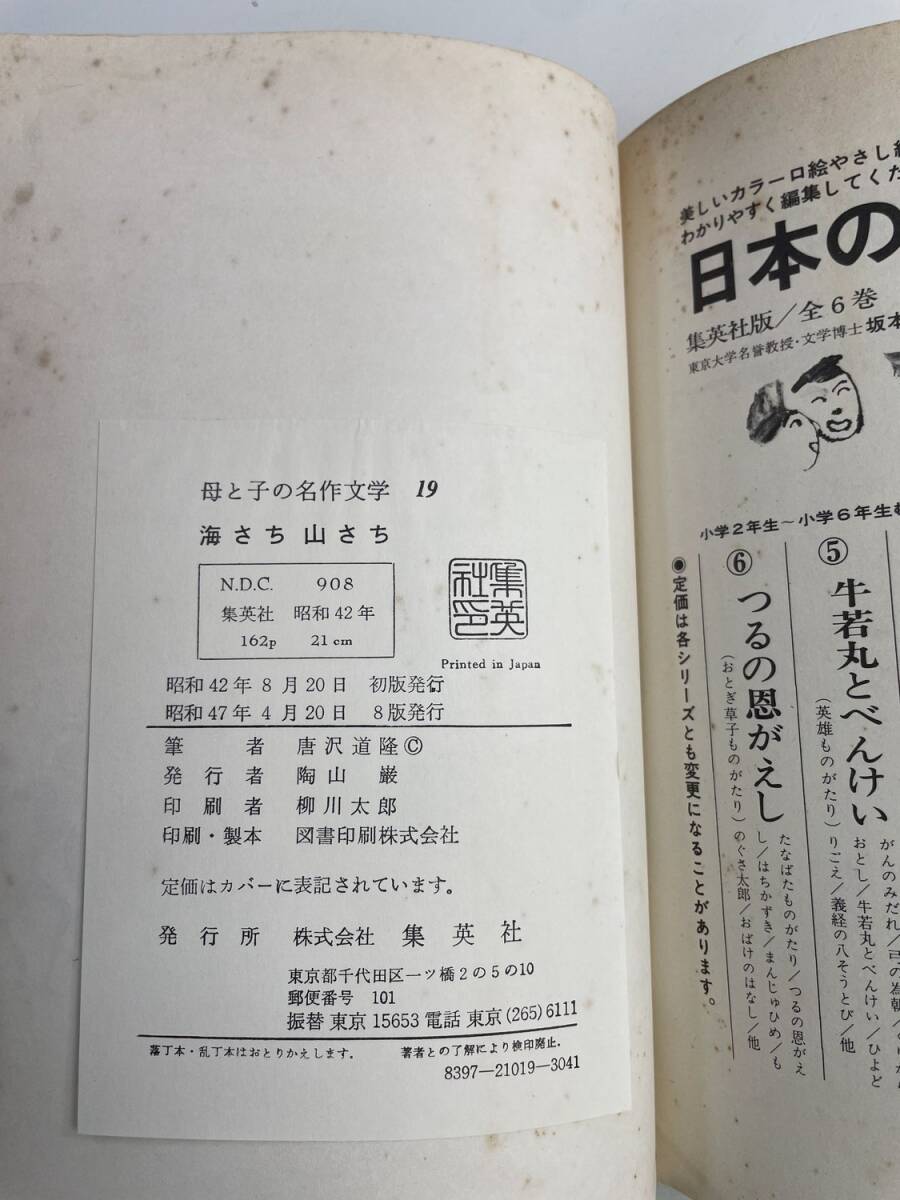 母と子の名作文学 19
海さち山さち
N.D.C. 908
集英社 昭和42年
162p 21cm
集英社印
Printed in Japan
昭和42年8月20日 初版発行
昭和47年4月20日 8版発行
筆者 唐沢道隆©
発行者 陶山巌
印刷者 柳川太郎
印刷・製本 図書印刷株式会社
定価はカバーに表記されています。
発行所 株式会社 集英社
東京都千代田区一ツ橋2の5の10
郵便番号 101
振替 東京 15653 電話 東京 (265) 6111
落丁本・乱丁本はおとりかえします。 著者との了解により検印廃止.
8397-21019-3041
美しいカラー口絵やさし
わかりやすく編集してくだ
日本の
集英社版/全6巻
東京大学名誉教授・文学博士 坂本
小学2年生~小学6年生
⑤
牛若丸とべんけい
(英雄ものがたり)
がんのみだれ/弓の為朝/
おとし/牛若丸とべんけい/ひよど
りごえ/義経の八そうとび/他
⑥
つるの恩がえし
(おとぎ草子ものがたり)
たなばたものがたり/つるの恩がえ
し/はちかずき/まんじゅひめ/も
のぐさ太郎/おばけのはなし/他
●定価は各シリーズとも変更になることがあります。